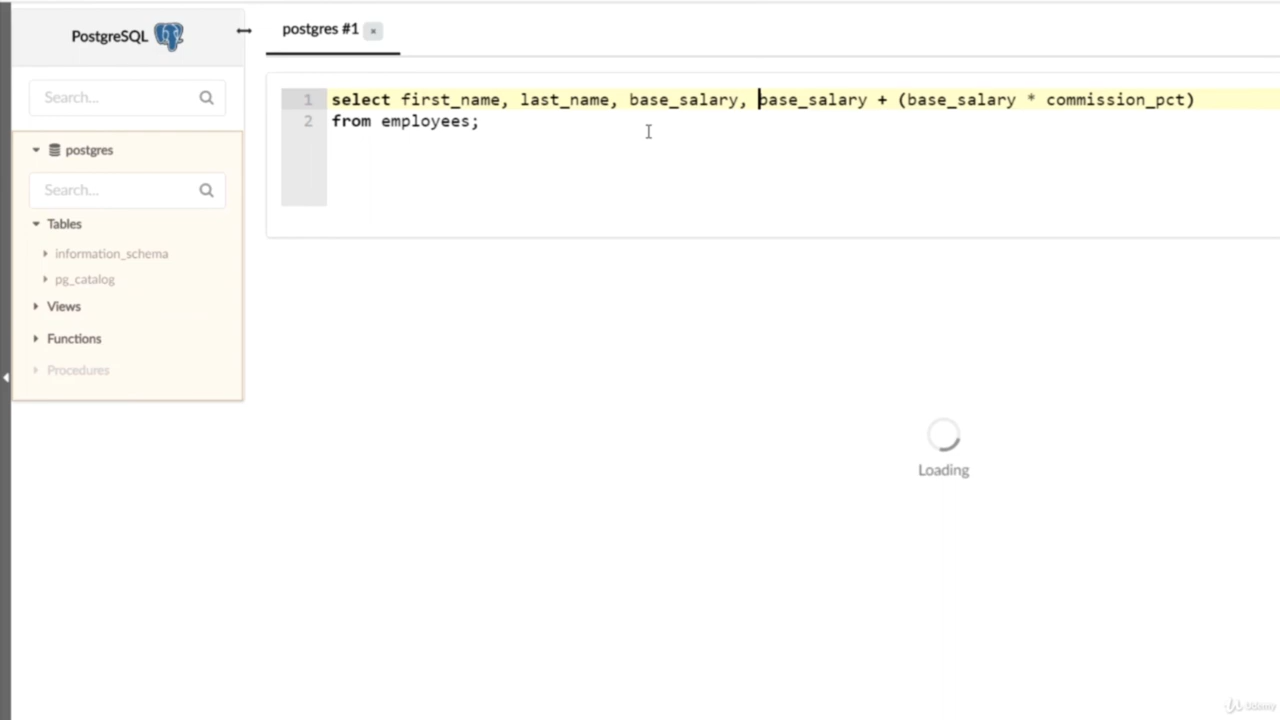 PostgreSQL
postgres #1
Search...
1 select first_name, last_name, base_salary, base_salary + (base_salary * commission_pct)
2 from employees;
postgres
Search...
Tables
information_schema
pg_catalog
Views
Functions
Procedures
Loading
Udemy